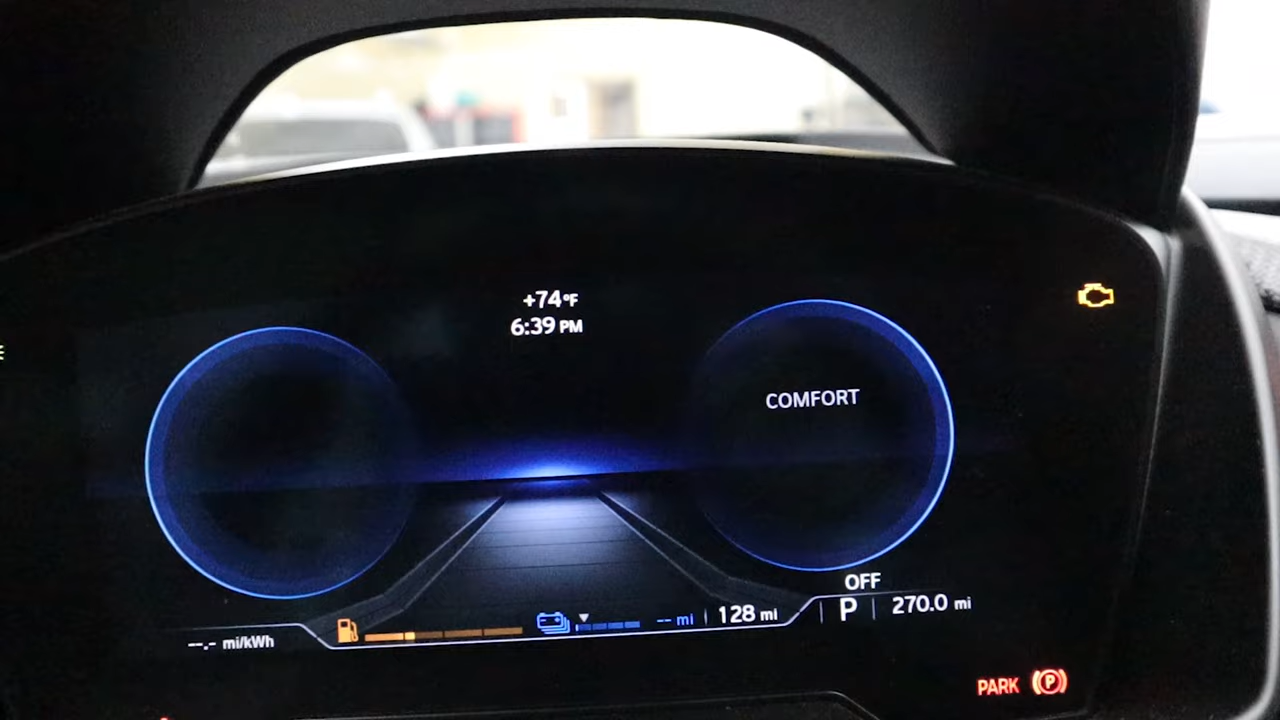 +74°F
6:39 PM
COMFORT
OFF
--.- mi/kWh
-- mi
128 mi
P
270.0 mi
PARK (P)